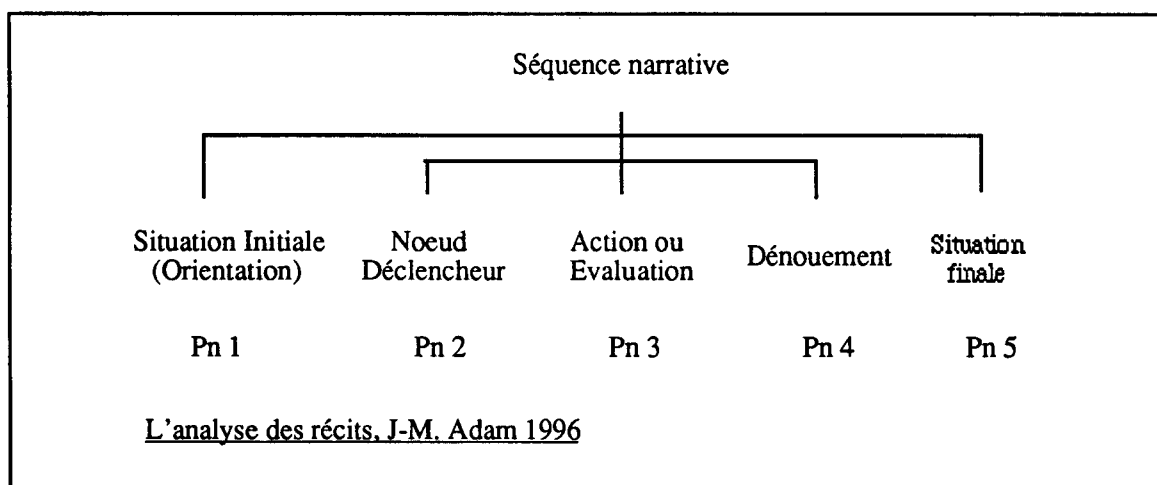 Séquence narrative
Situation Initiale
(Orientation)
Noeud
Déclencheur
Action ou
Evaluation
Dénouement
Situation
finale
Pn 1
Pn 2
Pn 3
Pn 4
Pn 5
L'analyse des récits, J-M. Adam 1996